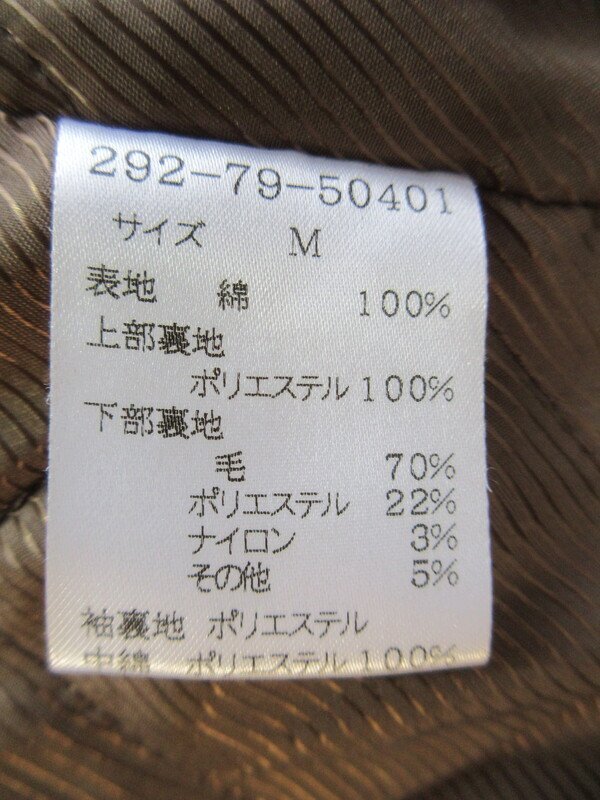 292-79-50401
サイズ M
表地 綿 100%
上部裏地
ポリエステル 100%
下部裏地
毛 70%
ポリエステル 22%
ナイロン 3%
その他 5%
袖裏地 ポリエステル
中綿 ポリエステル 100%